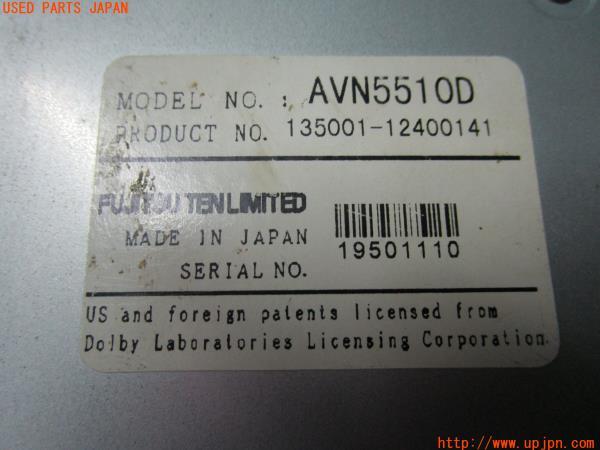 USED PARTS JAPAN
MODEL NO. : AVN5510D
PRODUCT NO. 135001-12400141
FUJITSU TEN LIMITED
MADE IN JAPAN
19501110
SERIAL NO.
US and foreign patents licensed from
Dolby Laboratories Licensing Corporation
http://www.upjpn.com/